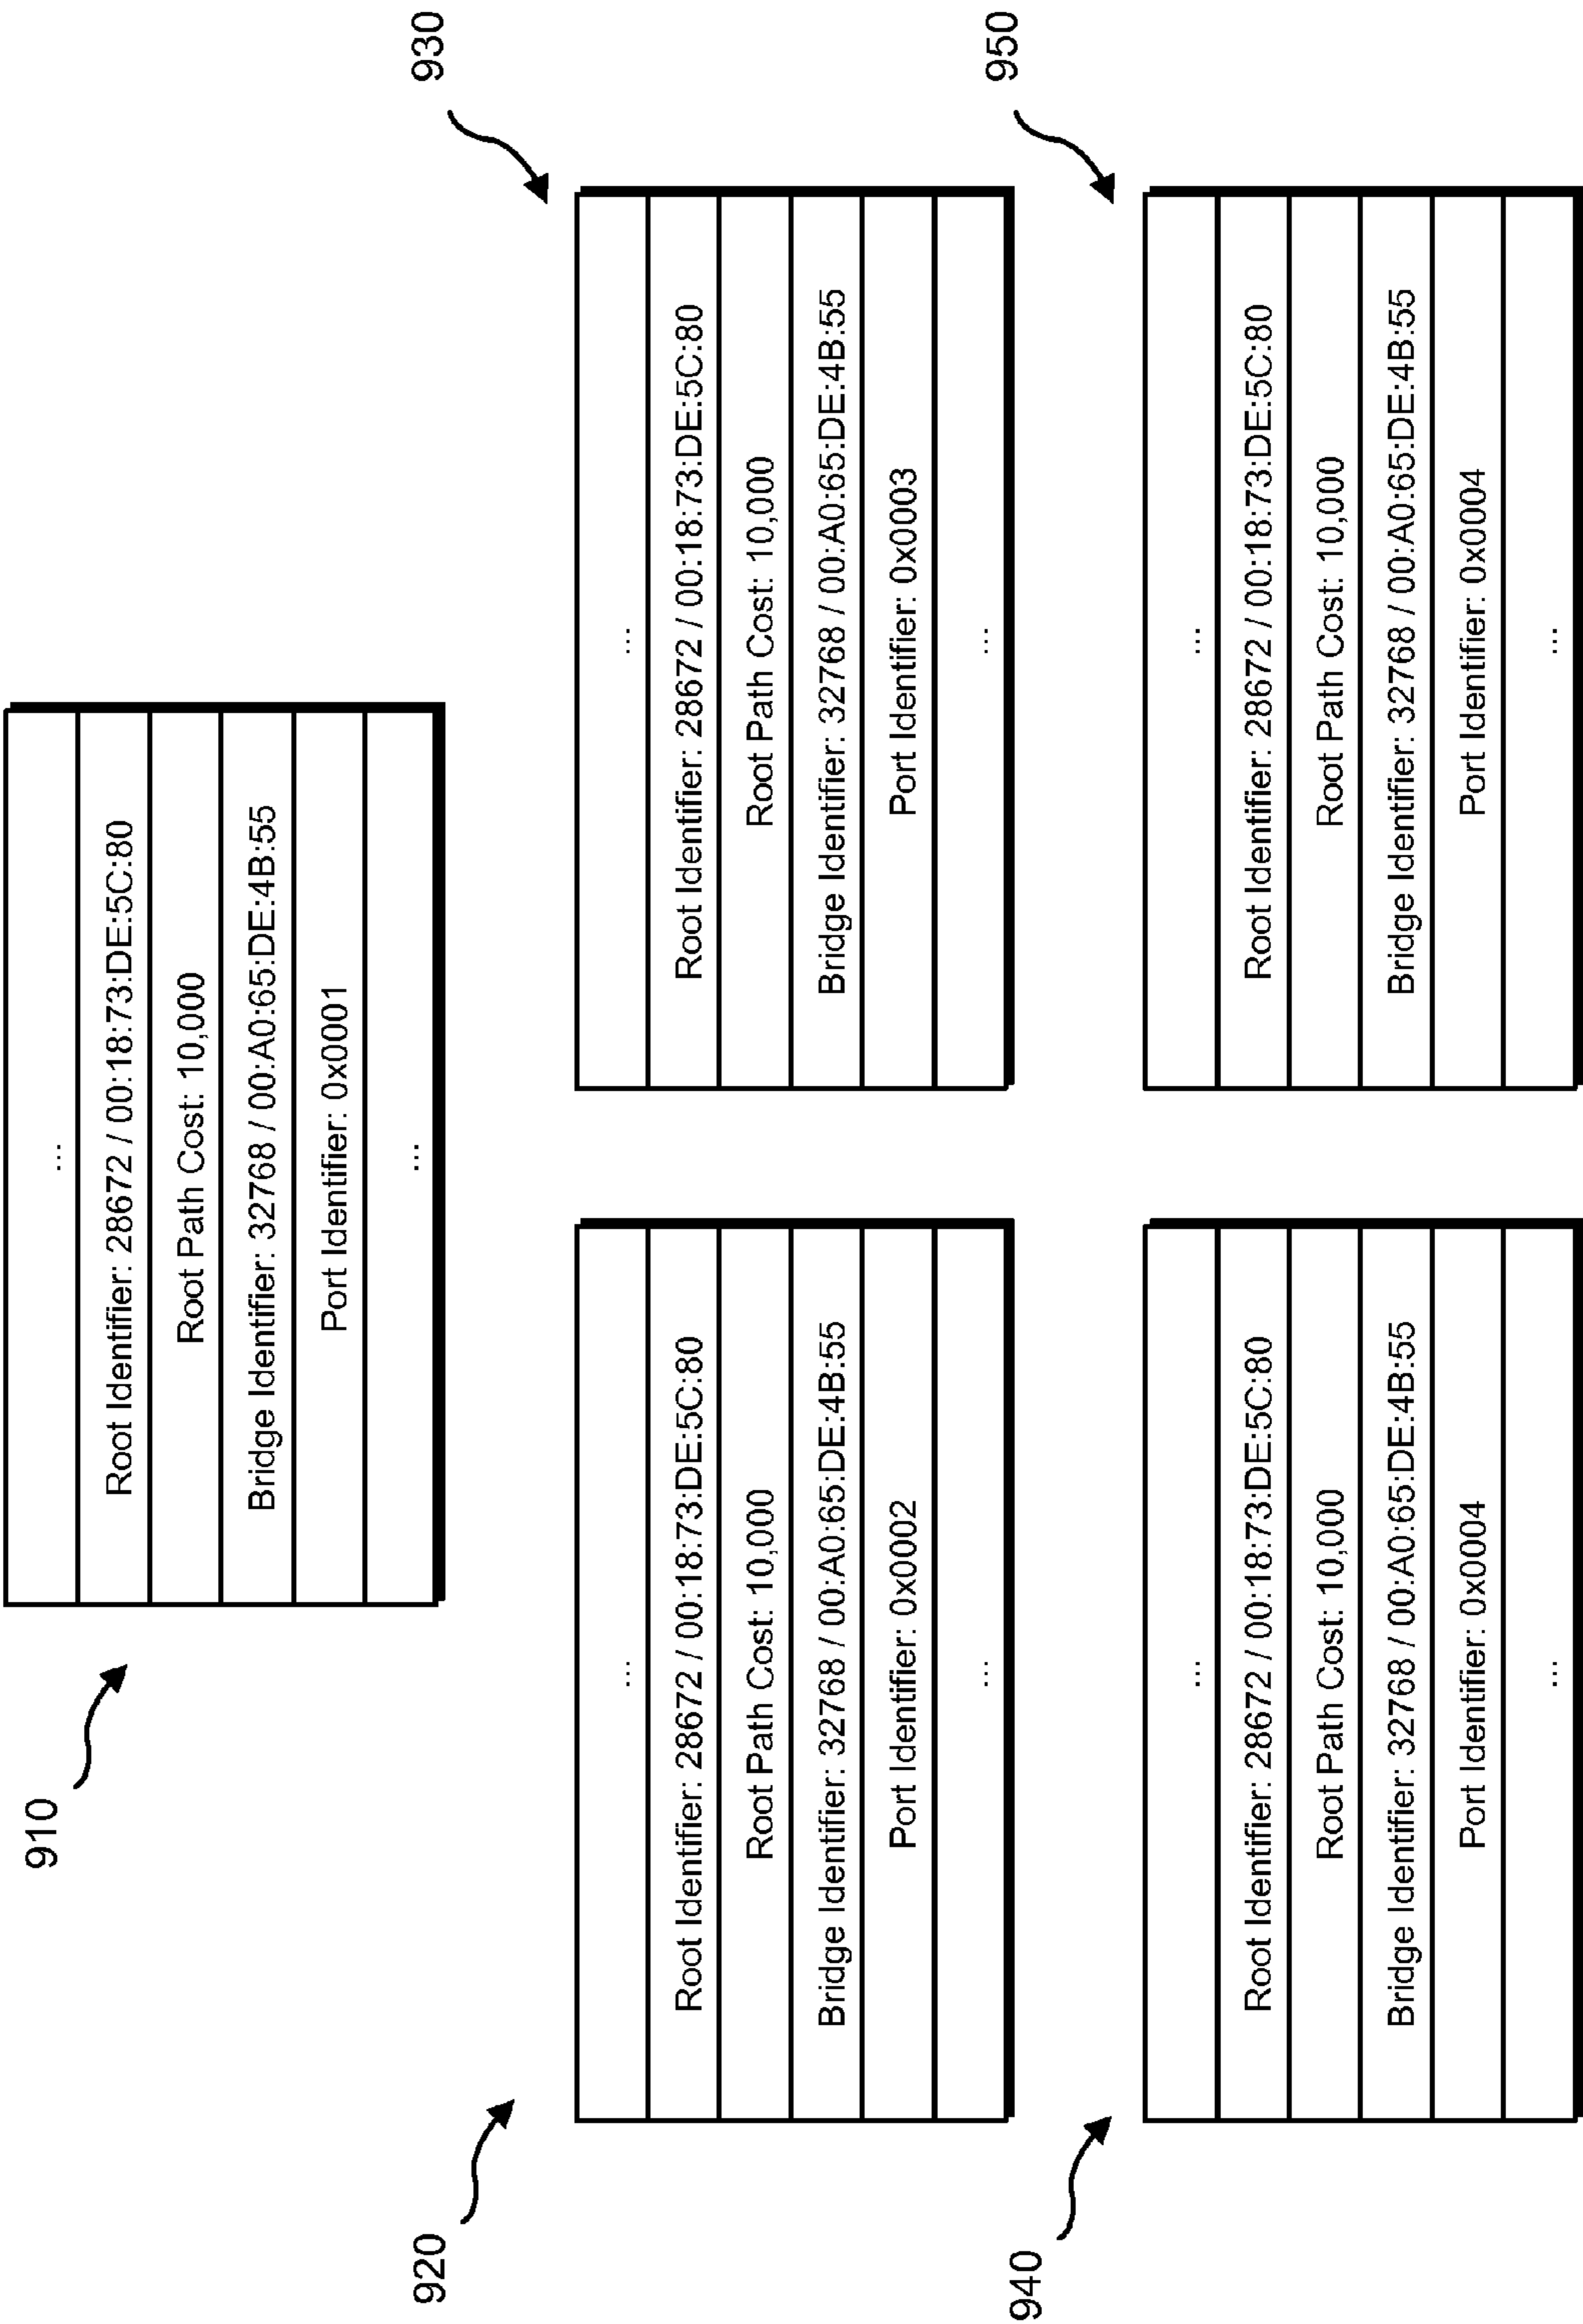 910
...
Root Identifier: 28672 / 00:18:73:DE:5C:80
Root Path Cost: 10,000
Bridge Identifier: 32768 / 00:A0:65:DE:4B:55
Port Identifier: 0x0001
...
920
...
Root Identifier: 28672 / 00:18:73:DE:5C:80
Root Path Cost: 10,000
Bridge Identifier: 32768 / 00:A0:65:DE:4B:55
Port Identifier: 0x0002
...
930
...
Root Identifier: 28672 / 00:18:73:DE:5C:80
Root Path Cost: 10,000
Bridge Identifier: 32768 / 00:A0:65:DE:4B:55
Port Identifier: 0x0003
...
940
...
Root Identifier: 28672 / 00:18:73:DE:5C:80
Root Path Cost: 10,000
Bridge Identifier: 32768 / 00:A0:65:DE:4B:55
Port Identifier: 0x0004
...
950
...
Root Identifier: 28672 / 00:18:73:DE:5C:80
Root Path Cost: 10,000
Bridge Identifier: 32768 / 00:A0:65:DE:4B:55
Port Identifier: 0x0004
...